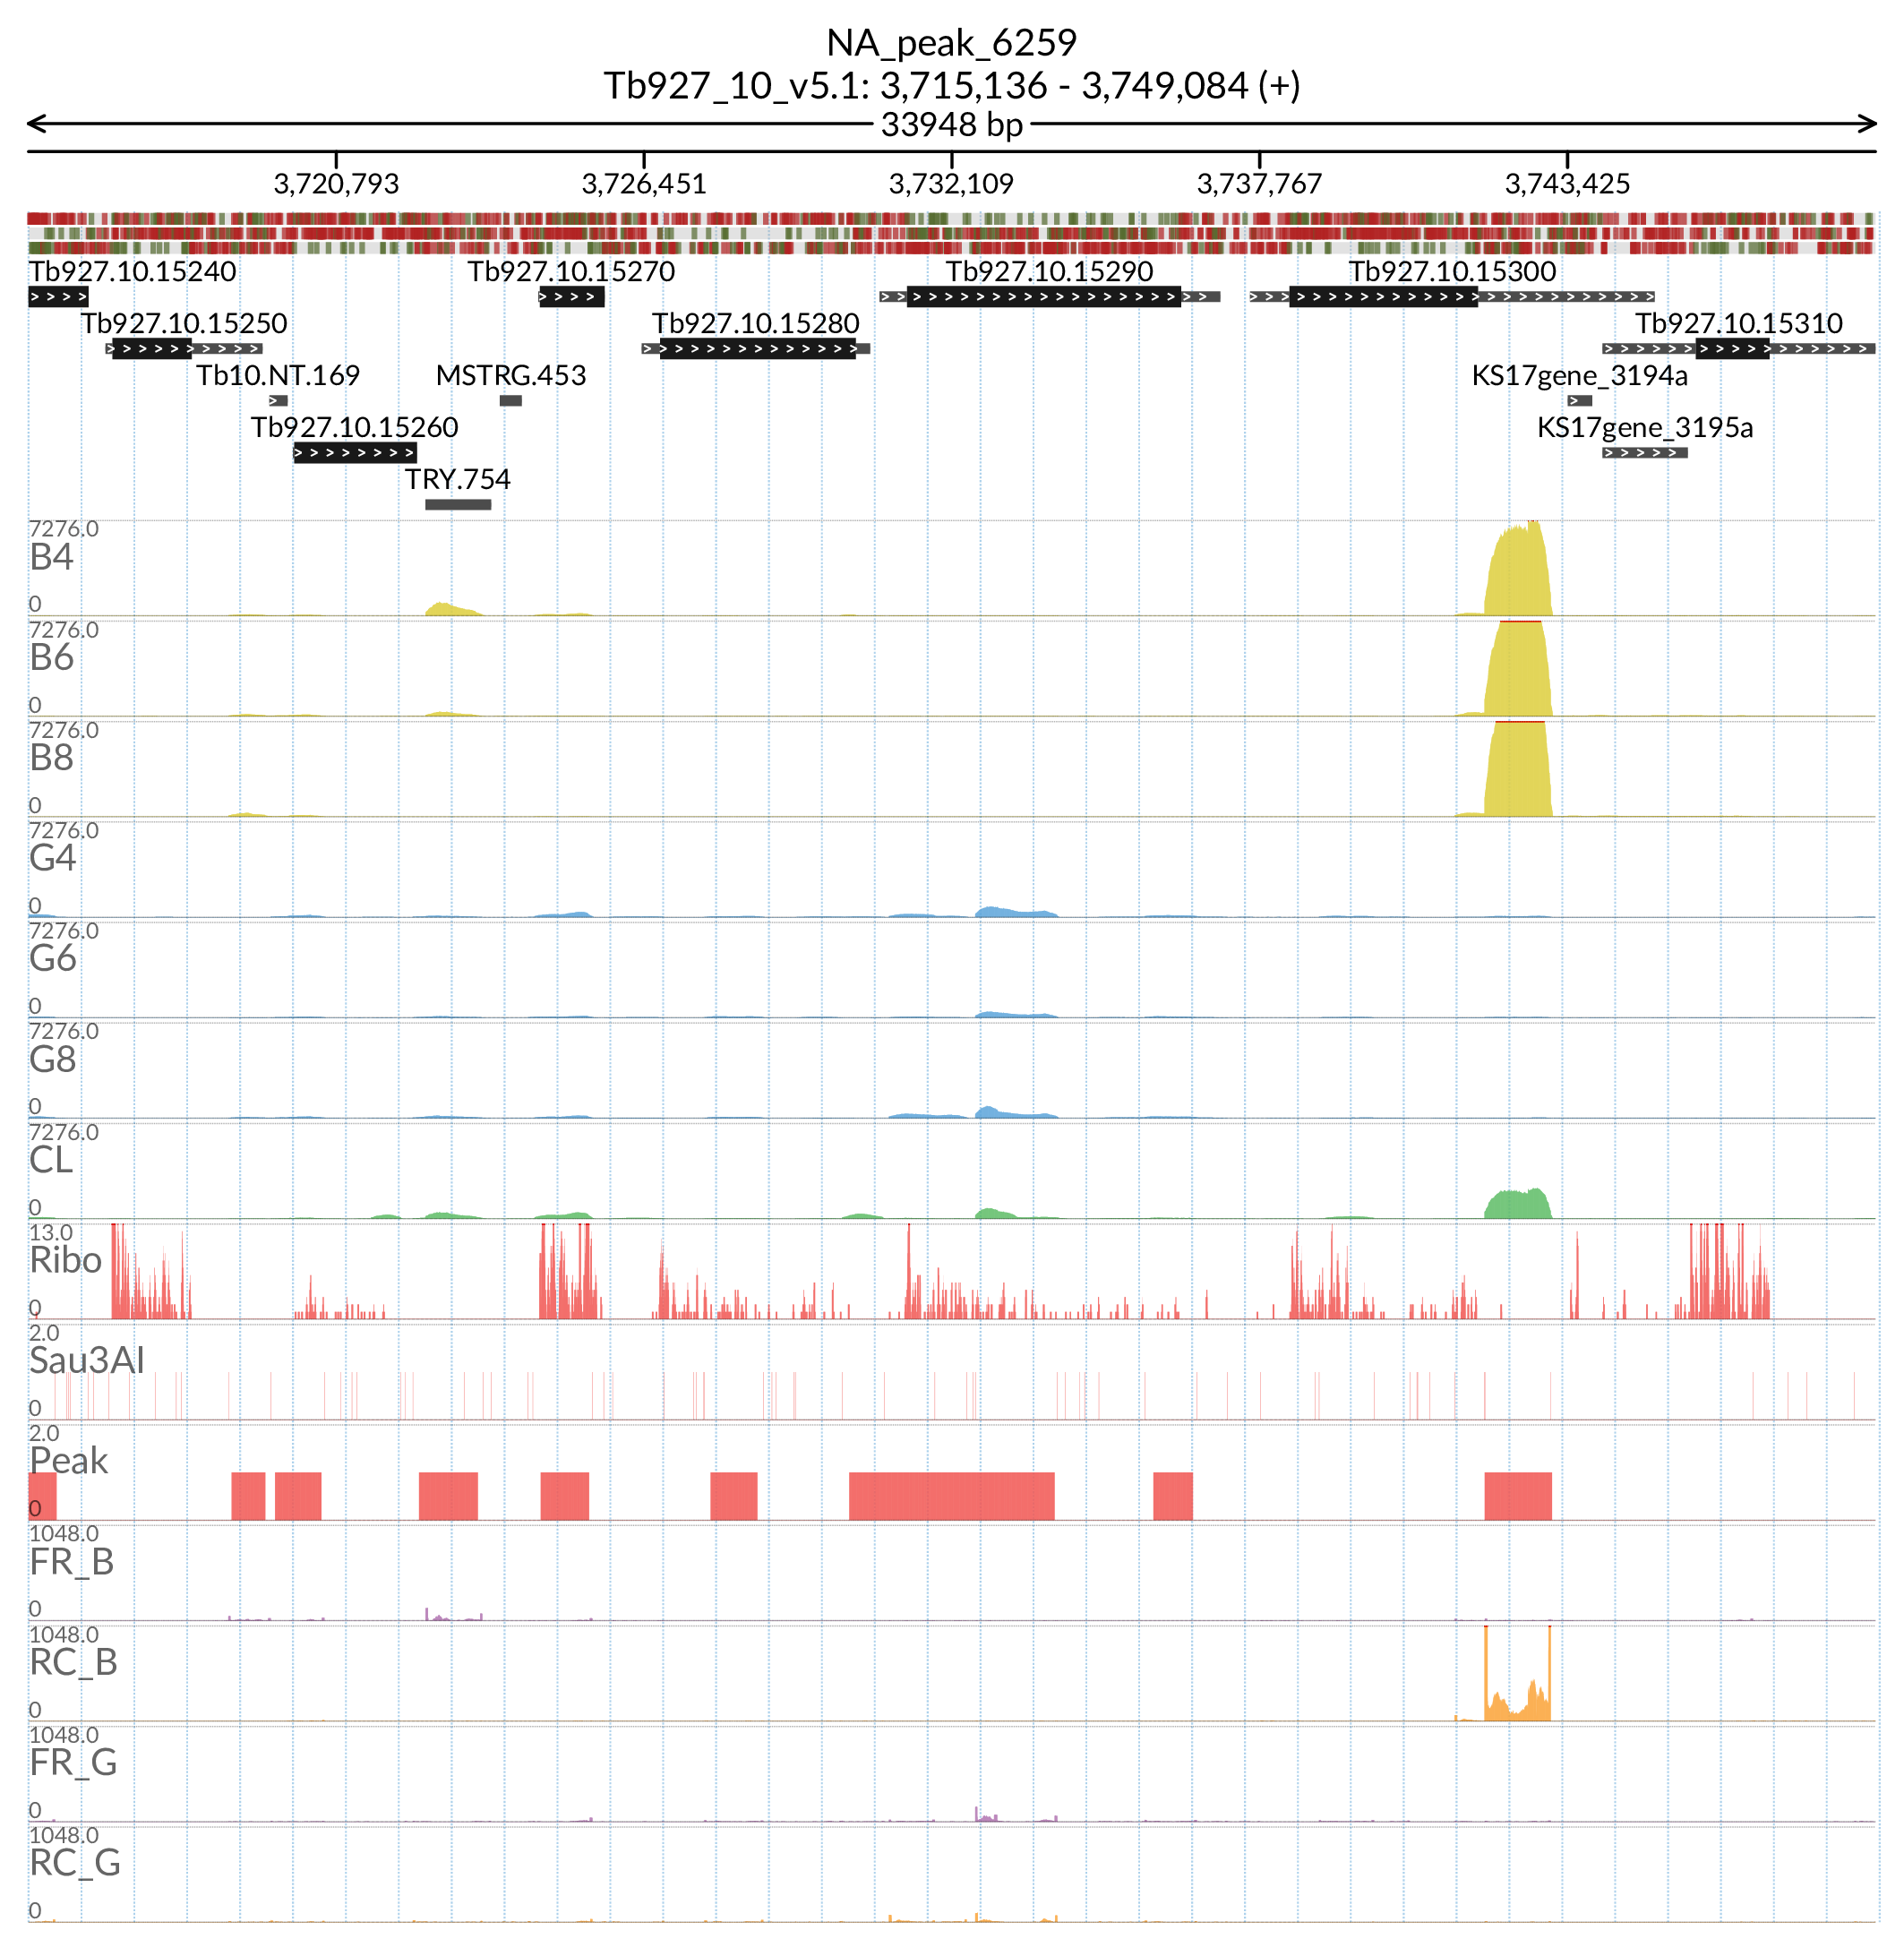 NA_peak_6259
Tb927_10_v5.1: 3,715,136 - 3,749,084 (+)
33948 bp
3,720,793 3,726,451 3,732,109 3,737,767 3,743,425
Tb927.10.15240 Tb927.10.15270 Tb927.10.15290 Tb927.10.15300
Tb927.10.15250 Tb927.10.15280 Tb927.10.15310
Tb10.NT.169 MSTRG.453 KS17gene_3194a
Tb927.10.15260 KS17gene_3195a
TRY.754
7276.0
B4
0
7276.0
B6
0
7276.0
B8
0
7276.0
G4
0
7276.0
G6
0
7276.0
G8
0
7276.0
CL
0
13.0
Ribo
0
2.0
Sau3AI
0
2.0
Peak
0
1048.0
FR_B
0
1048.0
RC_B
0
1048.0
FR_G
0
1048.0
RC_G
0